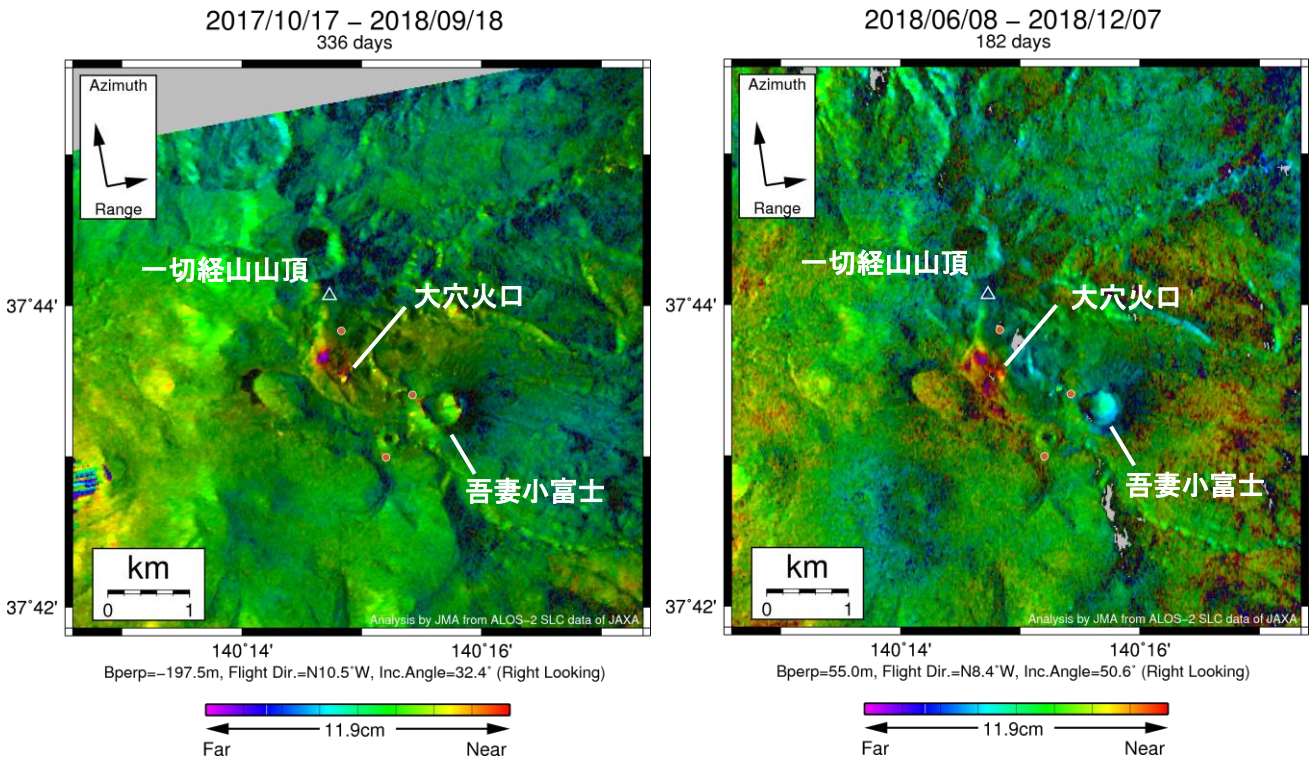 2017/10/17 − 2018/09/18
336 days
Azimuth
Range
一切経山山頂
大穴火口
吾妻小富士
37˚44'
37˚42'
km
0 1
Analysis by JMA from ALOS−2 SLC data of JAXA
140˚14' 140˚16'
Bperp=−197.5m, Flight Dir.=N10.5˚W, Inc.Angle=32.4˚ (Right Looking)
11.9cm
Far Near
2018/06/08 − 2018/12/07
182 days
Azimuth
Range
一切経山山頂
大穴火口
吾妻小富士
37˚44'
37˚42'
km
0 1
Analysis by JMA from ALOS−2 SLC data of JAXA
140˚14' 140˚16'
Bperp=55.0m, Flight Dir.=N8.4˚W, Inc.Angle=50.6˚ (Right Looking)
11.9cm
Far Near